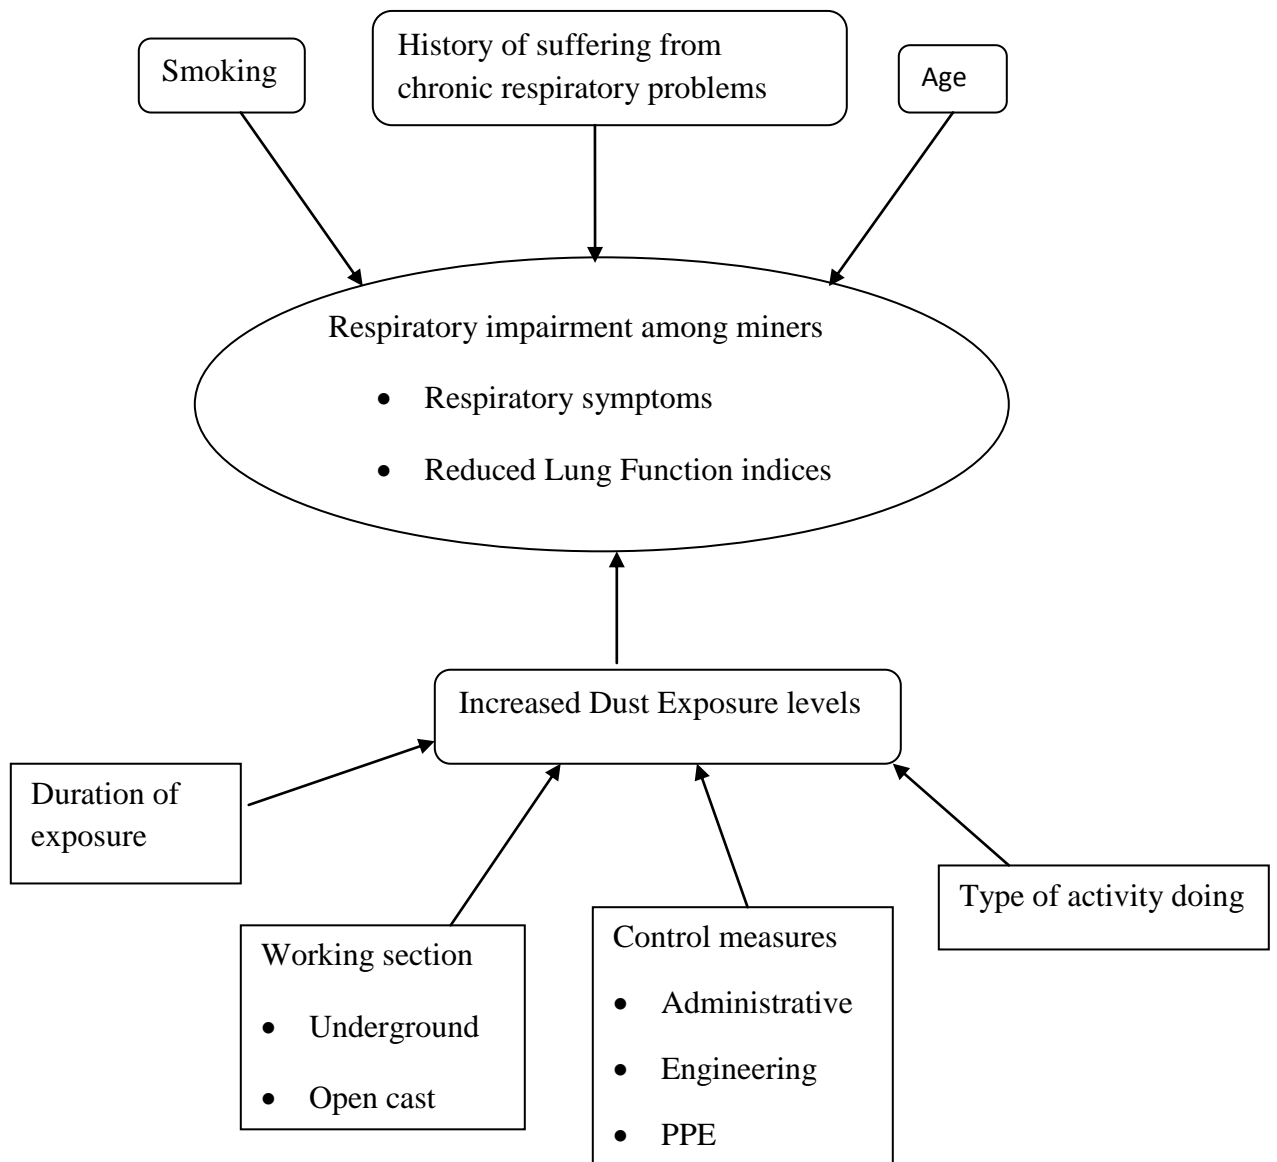 Smoking
History of suffering from
chronic respiratory problems
Age
Respiratory impairment among miners
• Respiratory symptoms
• Reduced Lung Function indices
Increased Dust Exposure levels
Duration of
exposure
Working section
• Underground
• Open cast
Control measures
• Administrative
• Engineering
• PPE
Type of activity doing